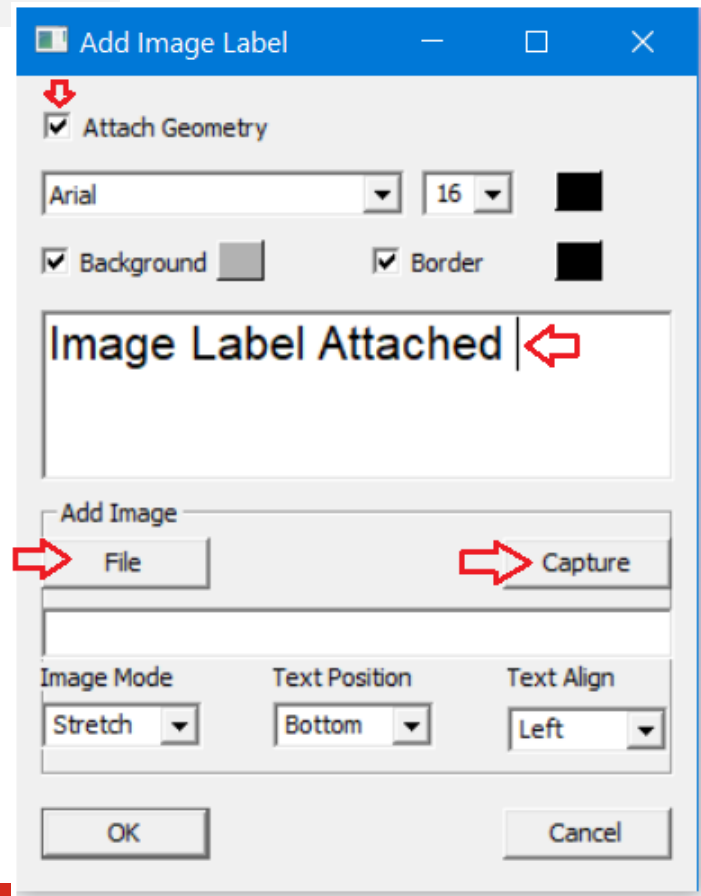 Add Image Label
Attach Geometry
Arial 16
Background Border
Image Label Attached
Add Image
File Capture
Image Mode Text Position Text Align
Stretch Bottom Left
OK Cancel